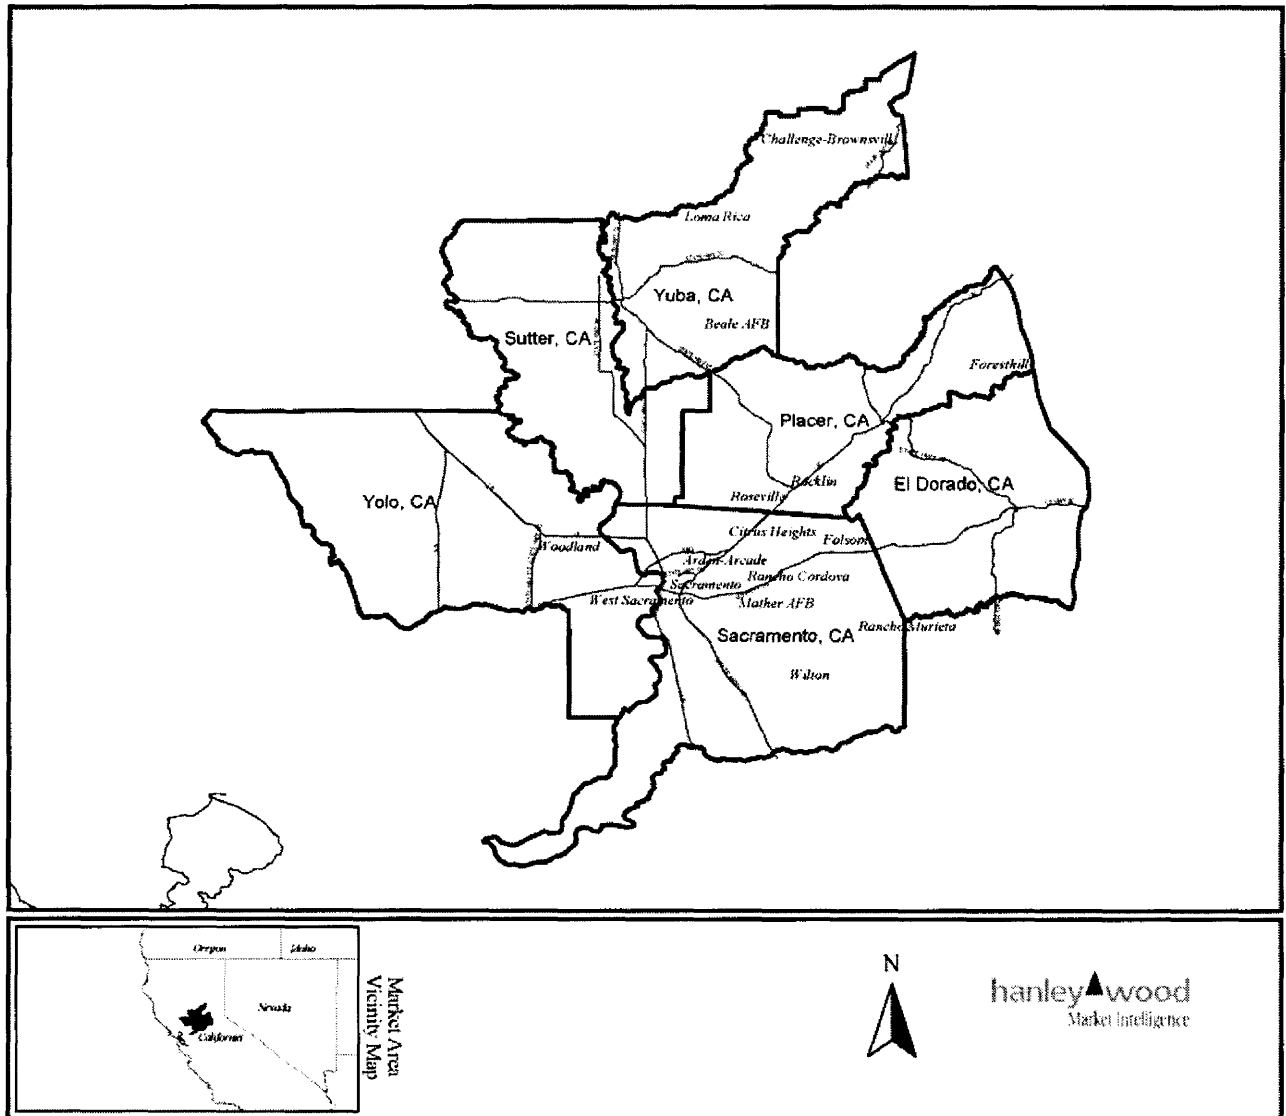 Challenge-Brownsvill
Loma Rica
Yuba, CA
Beale AFB
Sutter, CA
Foresthill
Placer, CA
El Dorado, CA
Rocklin
Roseville
Yolo, CA
Citrus Heights
Folsom
Woodland
Arden-Arcade
Rancho Cordova
Sacramento
West Sacramento
Mather AFB
Rancho Murieta
Sacramento, CA
Wilton
Oregon
Idaho
Nevada
California
Market Area
Vicinity Map
N
hanley wood
Market Intelligence